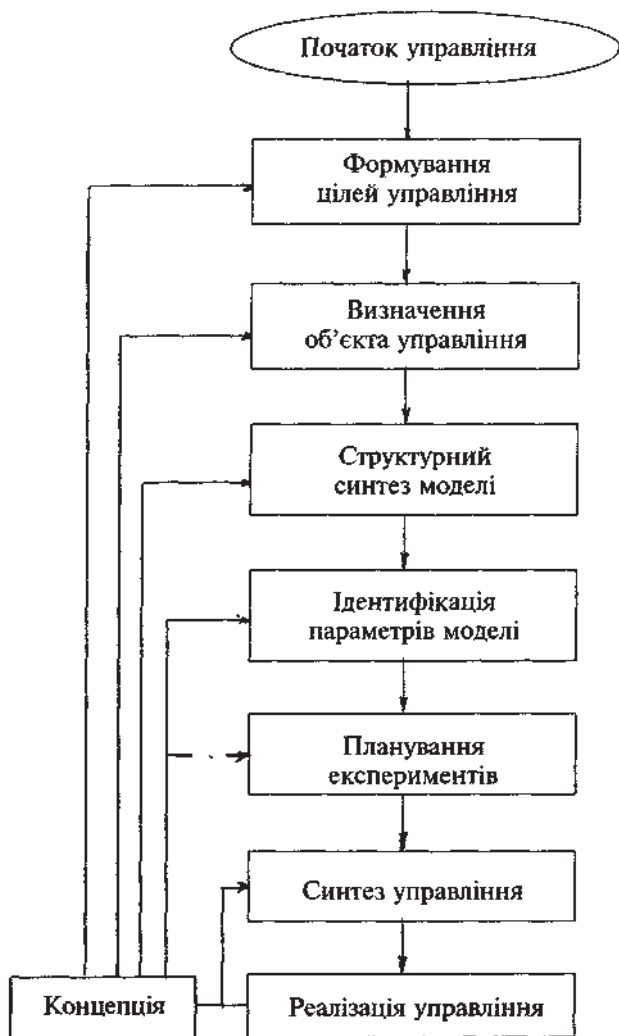 Початок управління
Формування
цілей управління
Визначення
об’єкта управління
Структурний
синтез моделі
Ідентифікація
параметрів моделі
Планування
експериментів
Синтез управління
Концепція
Реалізація управління